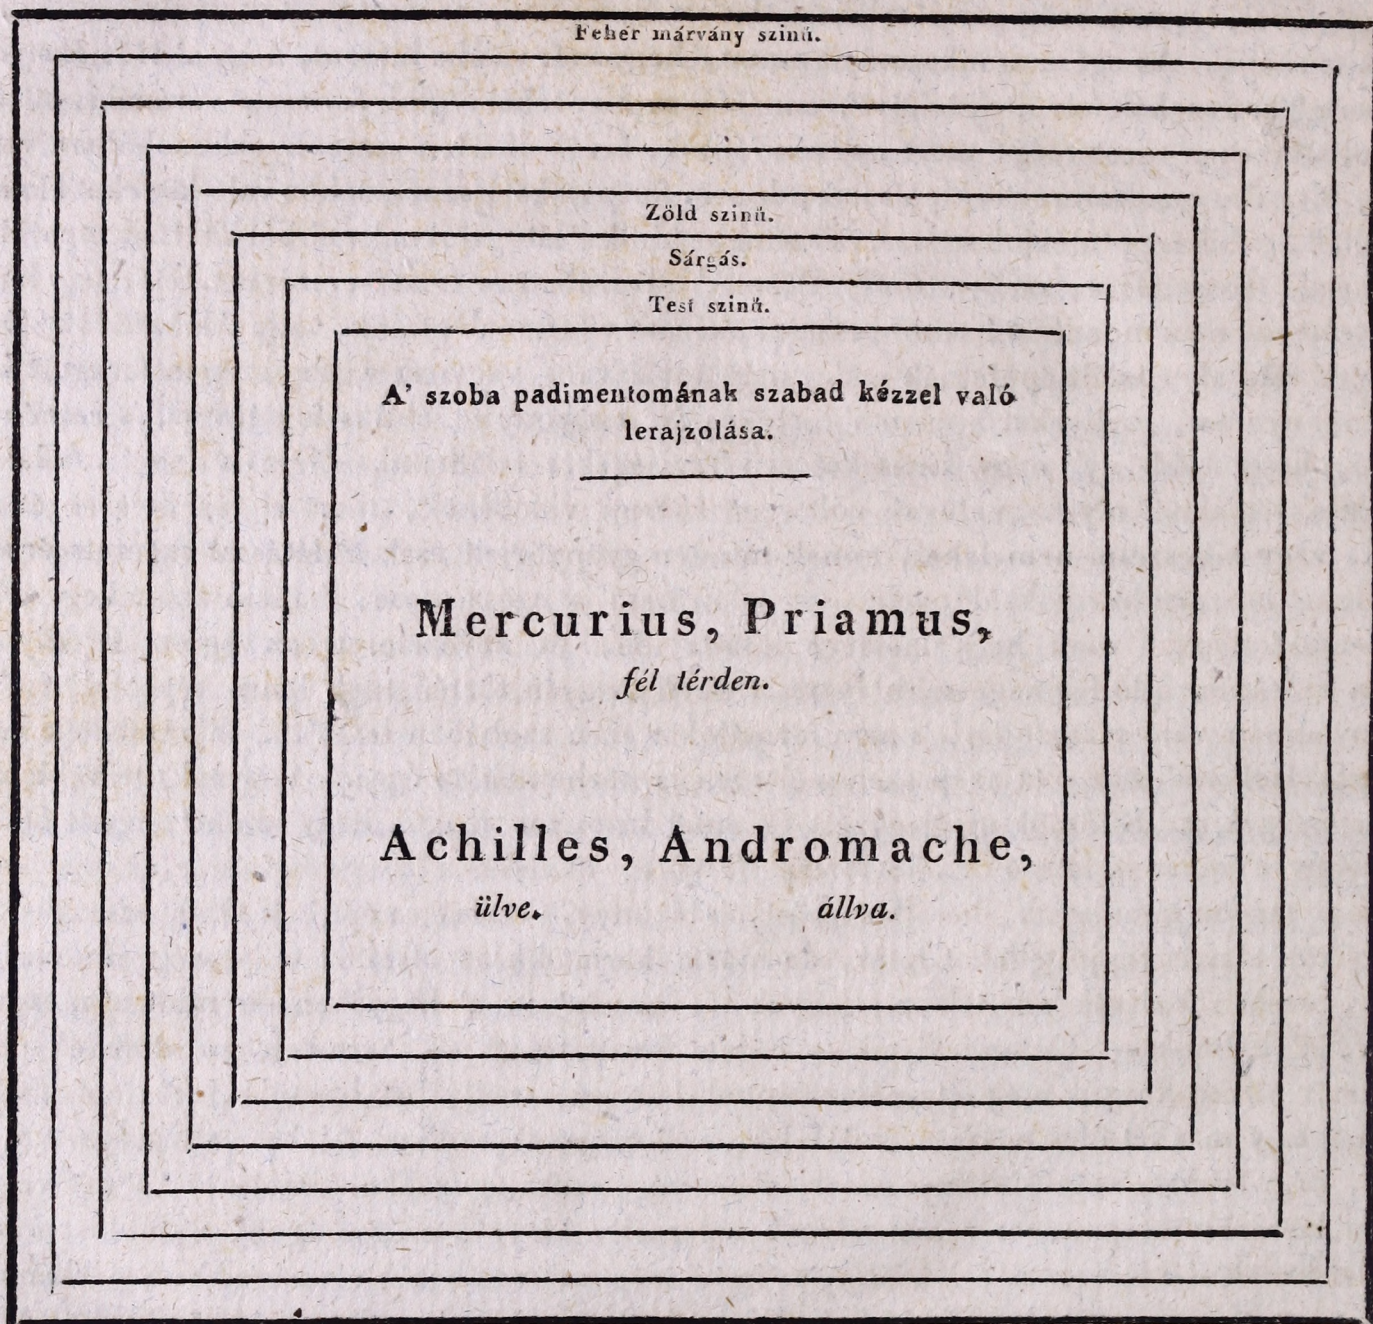 Fehér márvány szinű.
Zöld szinű.
Sárgás.
Test szinű.
A' szoba padimentomának szabad kézzel való
lerajzolása.
Mercurius, Priamus,
fél térden.
Achilles, Andromache,
ülve. állva.